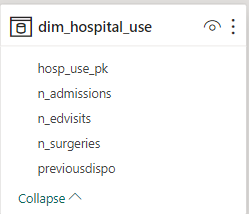 dim_hospital_use
hosp_use_pk
n_admissions
n_edvisits
n_surgeries
previousdispo
Collapse